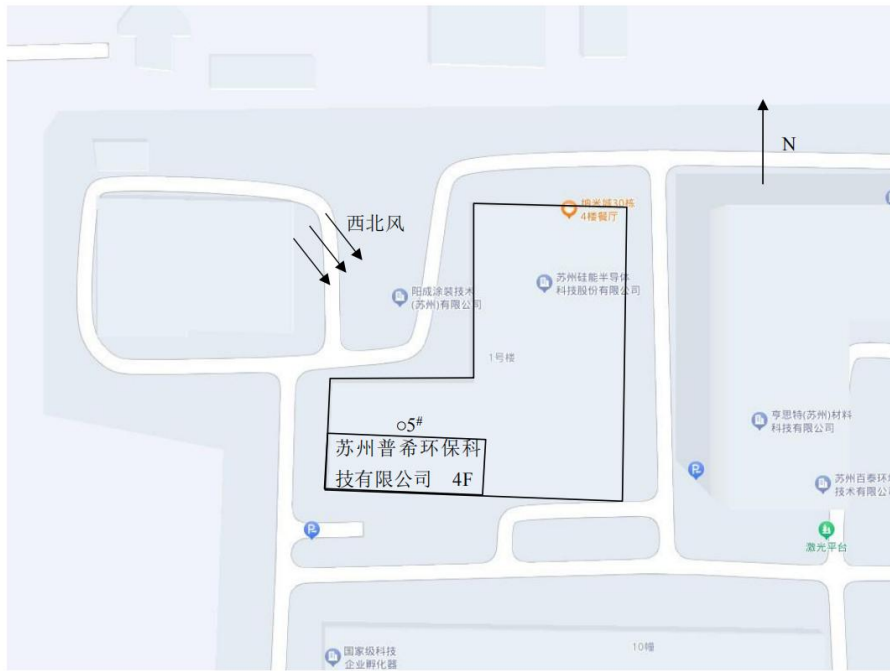 N
纳米城30栋
4楼餐厅
西北风
苏州硅能半导体
科技股份有限公司
阳成涂装技术
(苏州)有限公司
1号楼
○5#
亨思特(苏州)材料
科技有限公司
苏州普希环保科
技有限公司 4F
苏州百泰环境
技术有限公
激光平台
10幢
国家级科技
企业孵化器